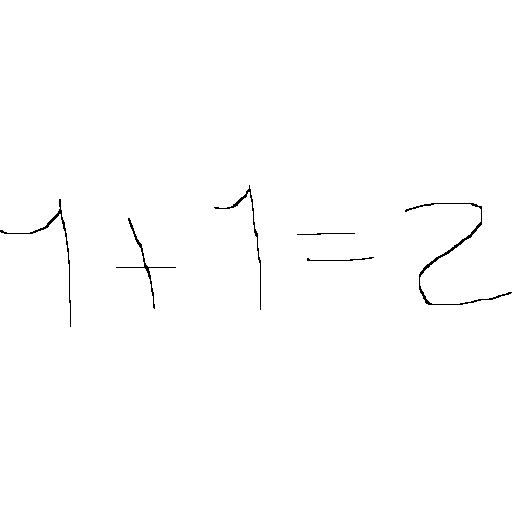 1 + 1 = 2